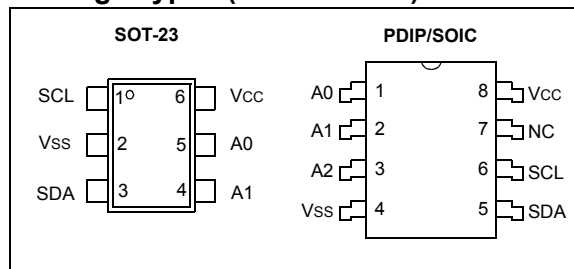 SOT-23
SCL 1 6 VCC
VSS 2 5 A0
SDA 3 4 A1
PDIP/SOIC
A0 1 8 VCC
A1 2 7 NC
A2 3 6 SCL
VSS 4 5 SDA